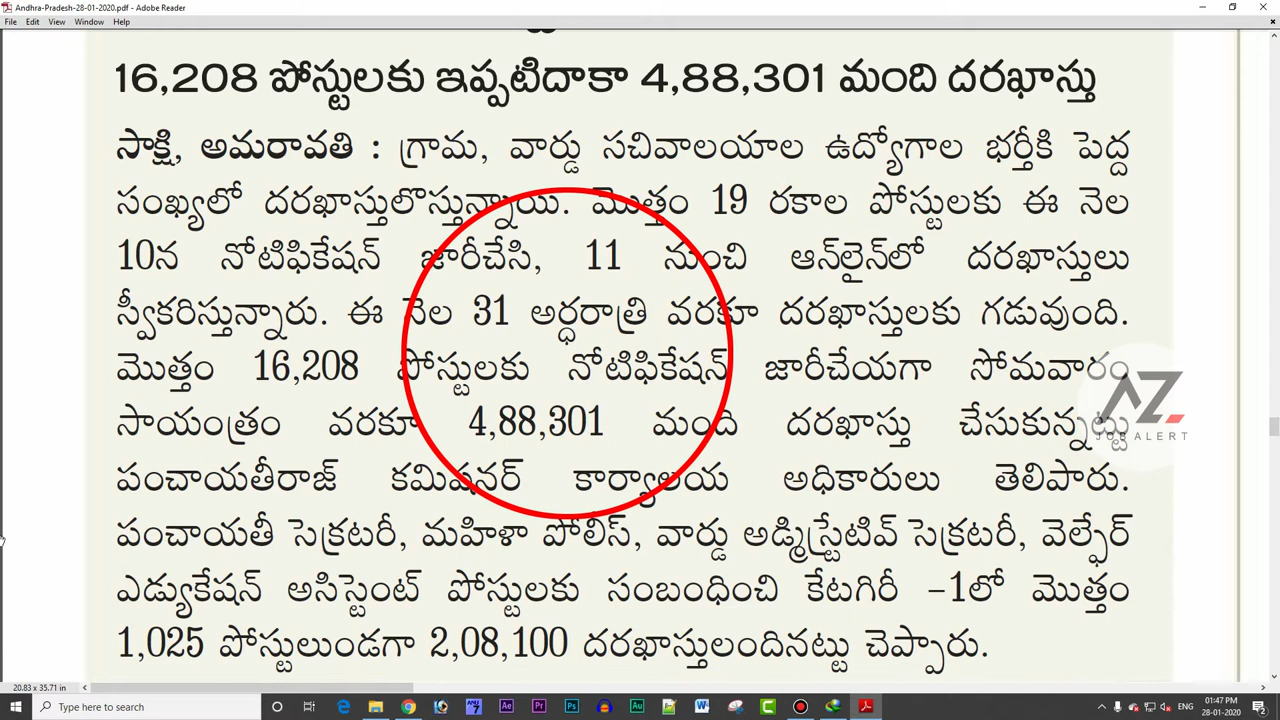 Andhra-Pradesh-28-01-2020.pdf - Adobe Reader
File Edit View Window Help
16,208 పోస్టులకు ఇప్పటిదాకా 4,88,301 మంది దరఖాస్తు
సాక్షి, అమరావతి : గ్రామ, వార్డు సచివాలయాల ఉద్యోగాల భర్తీకి పెద్ద
సంఖ్యలో దరఖాస్తులొస్తున్నాయి. మొత్తం 19 రకాల పోస్టులకు ఈ నెల
10న నోటిఫికేషన్ జారీచేసి, 11 నుంచి ఆన్‌లైన్‌లో దరఖాస్తులు
స్వీకరిస్తున్నారు. ఈ నెల 31 అర్ధరాత్రి వరకూ దరఖాస్తులకు గడువుంది.
మొత్తం 16,208 పోస్టులకు నోటిఫికేషన్ జారీచేయగా సోమవారం
సాయంత్రం వరకూ 4,88,301 మంది దరఖాస్తు చేసుకున్నట్టు
పంచాయతీరాజ్ కమిషనర్ కార్యాలయ అధికారులు తెలిపారు.
పంచాయతీ సెక్రటరీ, మహిళా పోలీస్, వార్డు అడ్మిస్ట్రేటివ్ సెక్రటరీ, వెల్ఫేర్
ఎడ్యుకేషన్ అసిస్టెంట్ పోస్టులకు సంబంధించి కేటగిరీ –1లో మొత్తం
1,025 పోస్టులుండగా 2,08,100 దరఖాస్తులందినట్టు చెప్పారు.
AZ
JOB ALERT
20.83 x 35.71 in
Type here to search
ENG
01:47 PM
28-01-2020